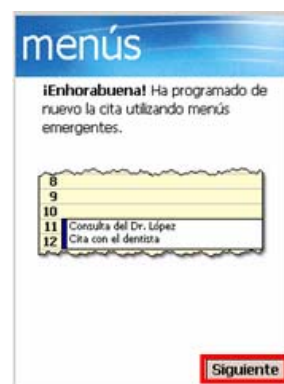 menús
¡Enhorabuena! Ha programado de
nuevo la cita utilizando menús
emergentes.
8
9
10
11 Consulta del Dr. López
12 Cita con el dentista
Siguiente